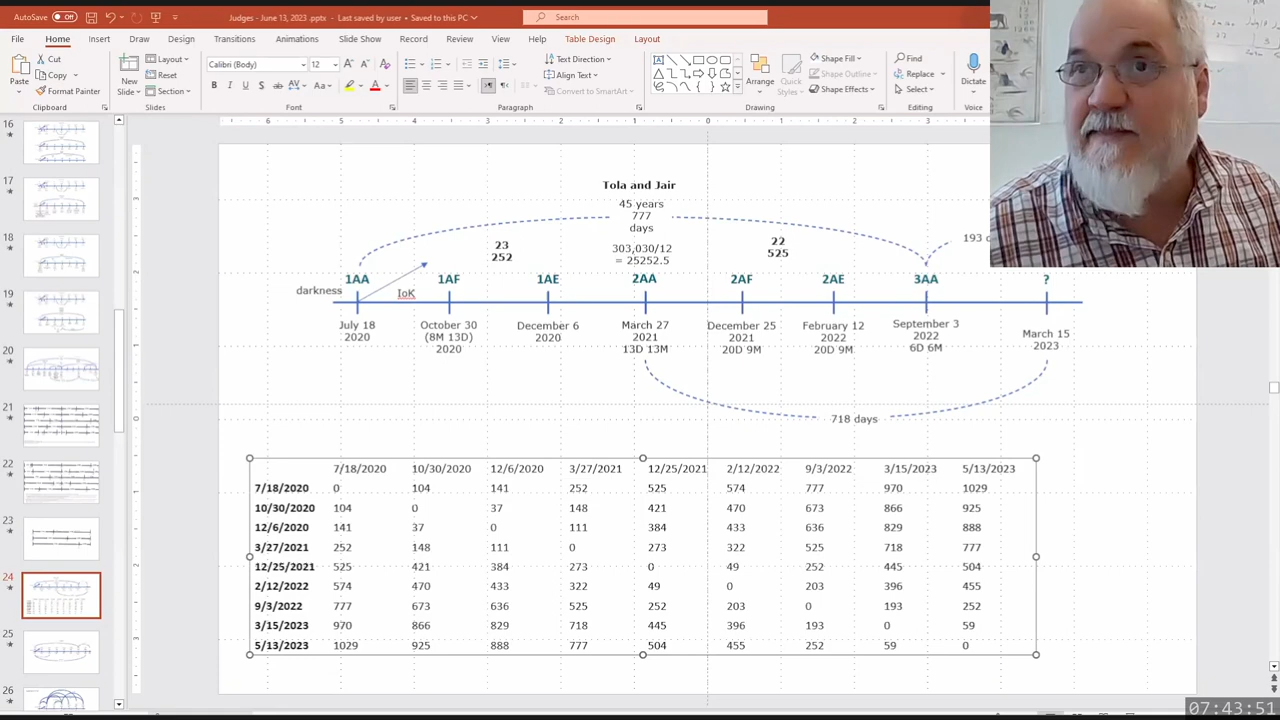 AutoSave Off Judges - June 13, 2023 .pptx - Last saved by user • Saved to this PC Search
File Home Insert Draw Design Transitions Animations Slide Show Record Review View Help Table Design Layout
Paste
Cut
Copy
Format Painter
Clipboard
New
Slide
Layout
Reset
Section
Slides
Calibri (Body) 12
Font
Text Direction
Align Text
Convert to SmartArt
Paragraph
Arrange
Quick
Styles
Shape Fill
Shape Outline
Shape Effects
Drawing
Find
Replace
Select
Editing
Dictate
Voice
16
17
18
19
20
21
22
23
24
25
26
6 5 4 3 2 1 0 1 2 3
Tola and Jair
45 years
777
days
303,030/12
= 25252.5
23
252
22
525
193
1AA 1AF 1AE 2AA 2AF 2AE 3AA ?
darkness
IoK
July 18
2020
October 30
(8M 13D)
2020
December 6
2020
March 27
2021
13D 13M
December 25
2021
20D 9M
February 12
2022
20D 9M
September 3
2022
6D 6M
March 15
2023
718 days
7/18/2020 10/30/2020 12/6/2020 3/27/2021 12/25/2021 2/12/2022 9/3/2022 3/15/2023 5/13/2023
7/18/2020 0 104 141 252 525 574 777 970 1029
10/30/2020 104 0 37 148 421 470 673 866 925
12/6/2020 141 37 0 111 384 433 636 829 888
3/27/2021 252 148 111 0 273 322 525 718 777
12/25/2021 525 421 384 273 0 49 252 445 504
2/12/2022 574 470 433 322 49 0 203 396 455
9/3/2022 777 673 636 525 252 203 0 193 252
3/15/2023 970 866 829 718 445 396 193 0 59
5/13/2023 1029 925 888 777 504 455 252 59 0
07:43:51